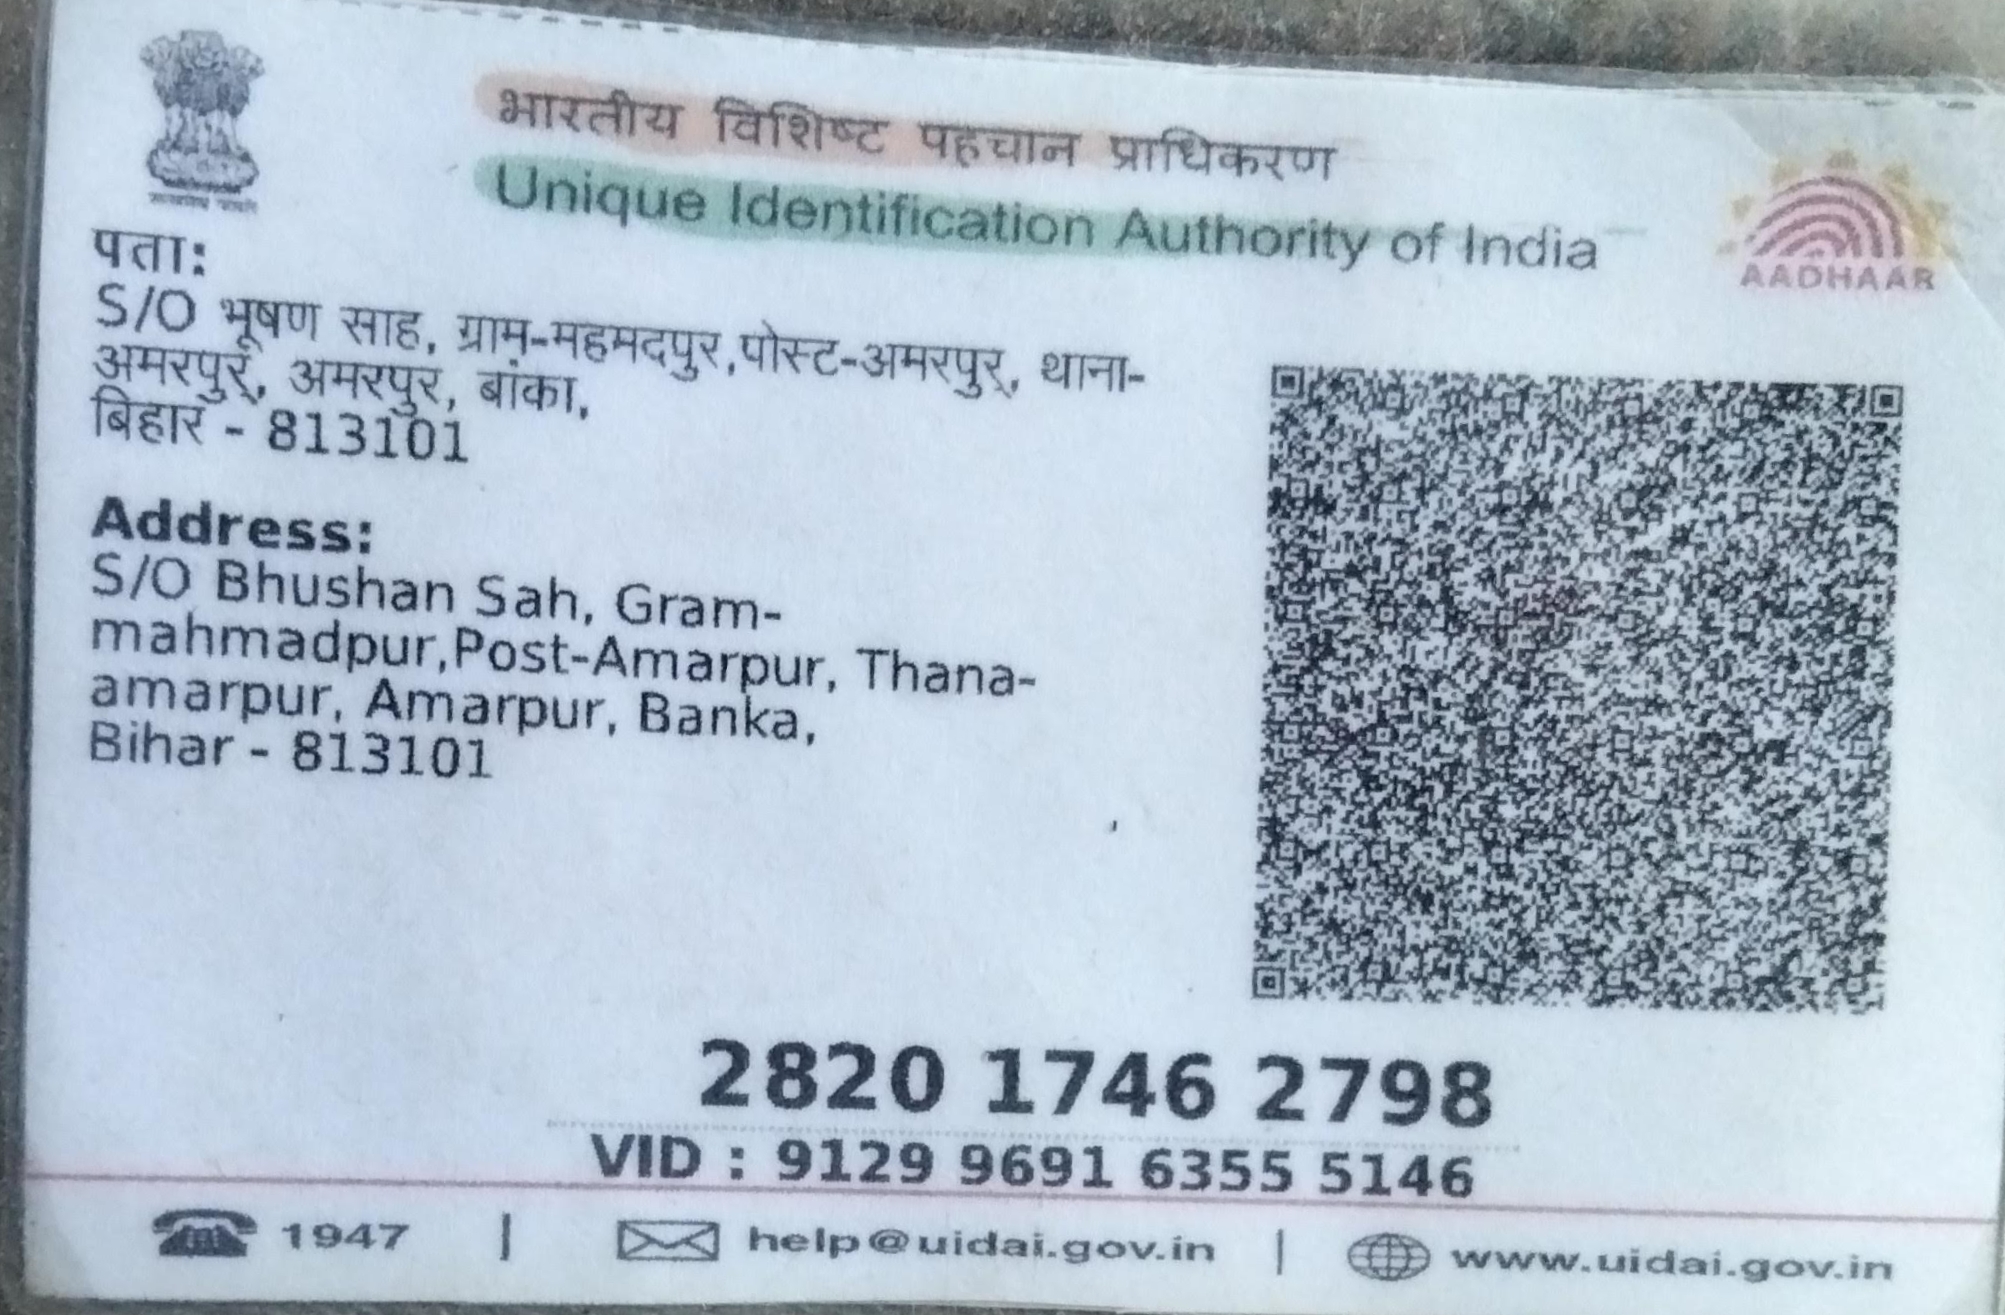 भारतीय विशिष्ट पहचान प्राधिकरण
Unique Identification Authority of India
AADHAAR
पता:
S/O भूषण साह, ग्राम-महमदपुर,पोस्ट-अमरपुर, थाना-
अमरपुर, अमरपुर, बांका,
बिहार - 813101
Address:
S/O Bhushan Sah, Gram-
mahmadpur,Post-Amarpur, Thana-
amarpur, Amarpur, Banka,
Bihar - 813101
2820 1746 2798
VID : 9129 9691 6355 5146
1947 | help@uidai.gov.in | www.uidai.gov.in